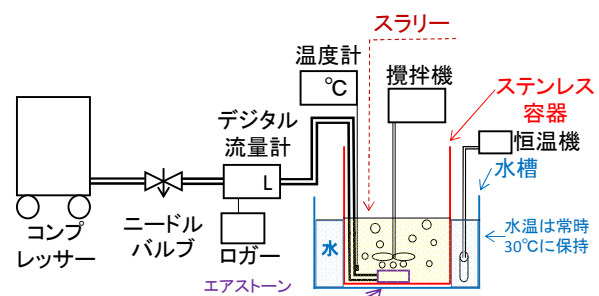 スラリー
温度計
℃
攪拌機
ステンレス
容器
デジタル
流量計
恒温機
L
水槽
ニードル
バルブ
ロガー
コンプ
レッサー
水
水温は常時
30℃に保持
エアストーン